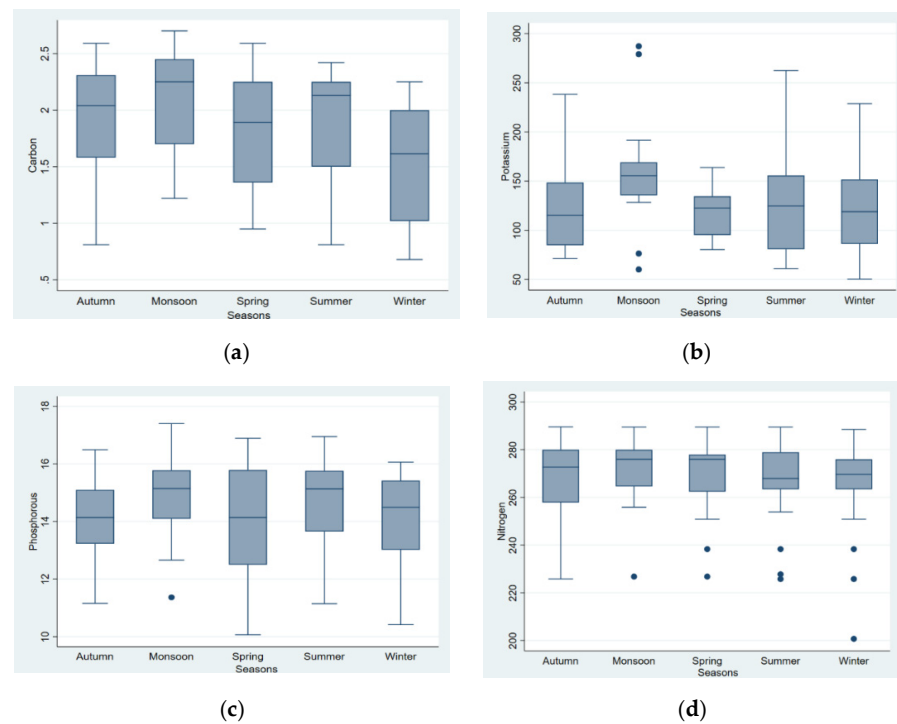 Carbon
2.5
2
1.5
1
.5
Autumn Monsoon Spring Summer Winter
Seasons
(a)
Potassium
300
250
200
150
100
50
Autumn Monsoon Spring Summer Winter
Seasons
(b)
Phosphorous
18
16
14
12
10
Autumn Monsoon Spring Summer Winter
Seasons
(c)
Nitrogen
300
280
260
240
220
200
Autumn Monsoon Spring Summer Winter
Seasons
(d)